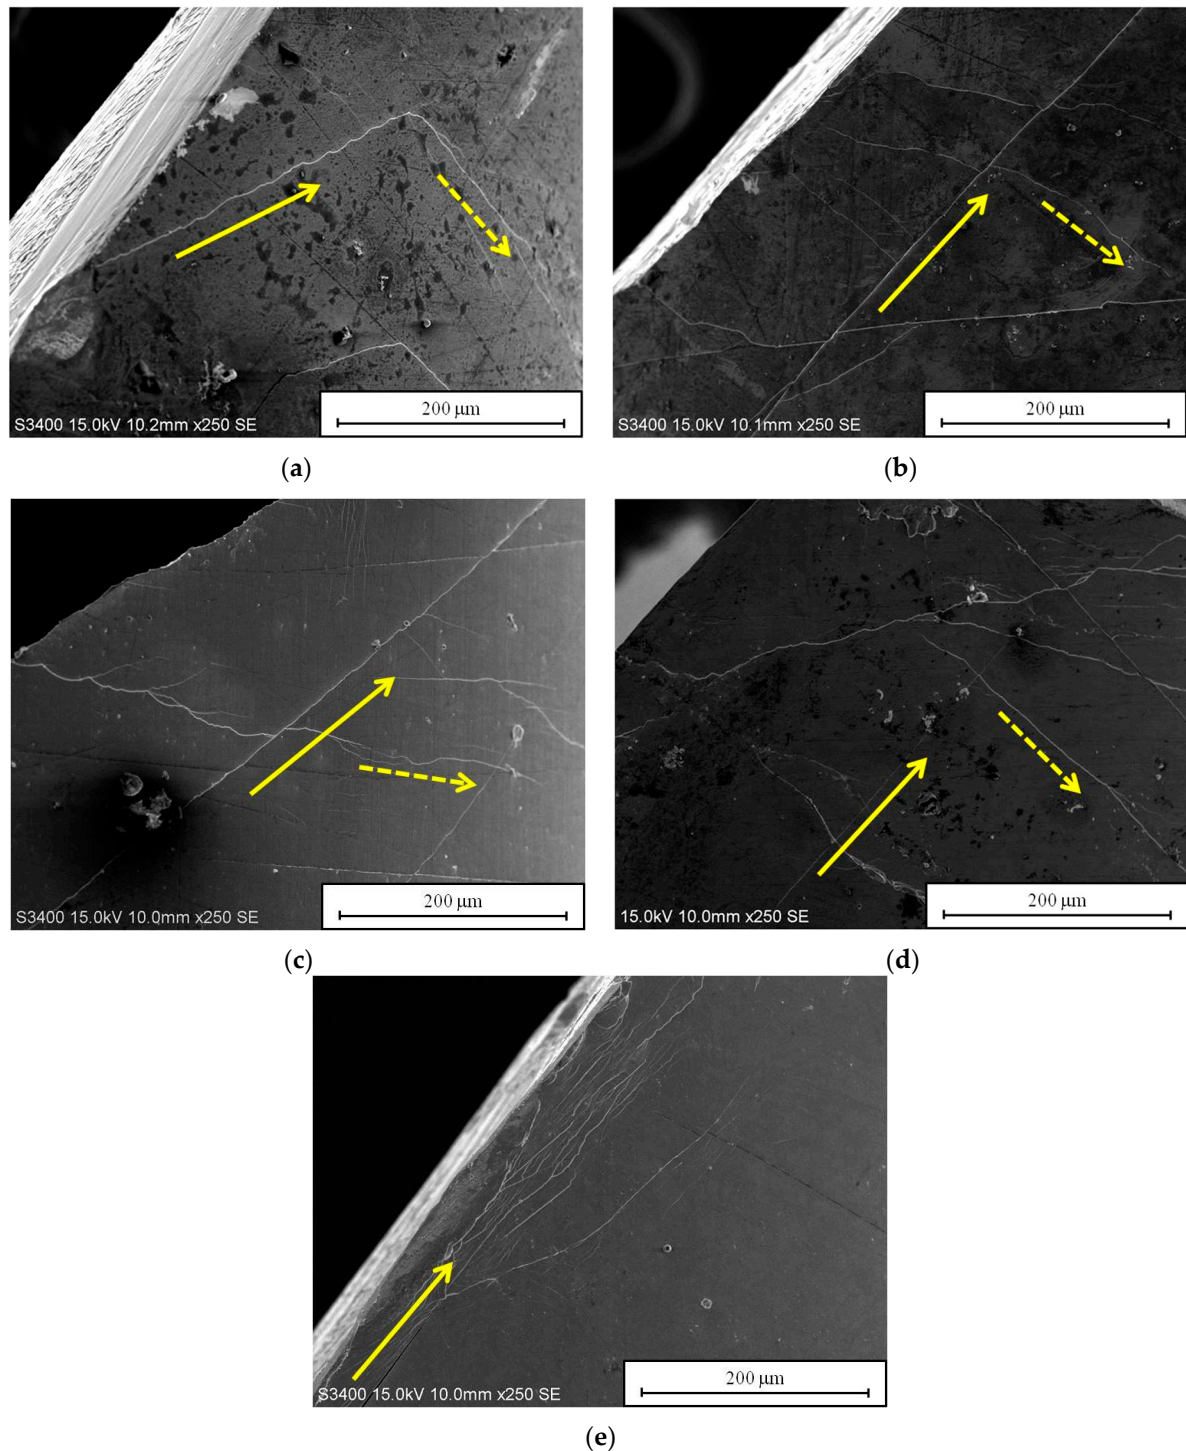 200 µm
S3400 15.0kV 10.2mm x250 SE
(a)
200 µm
S3400 15.0kV 10.1mm x250 SE
(b)
200 µm
S3400 15.0kV 10.0mm x250 SE
(c)
200 µm
15.0kV 10.0mm x250 SE
(d)
200 µm
S3400 15.0kV 10.0mm x250 SE
(e)